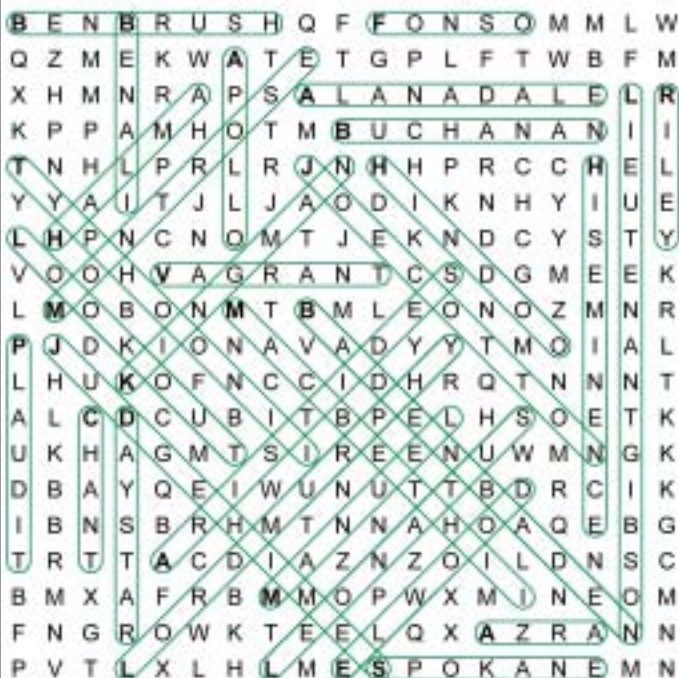 B E N B R U S H Q F F O N S O M M L W
Q Z M E K W A T E T G P L F T W B F M
X H M N R A P S A L A N A D A L E L R
K P P A M H O T M B U C H A N A N I I
T N H L P R L R J N H H P R C C H E L
Y Y A I T J L J A O D I K N H Y I U E
L H P N C N O M T J E K N D C Y S T Y
V O O H V A G R A N T C S D G M E E K
L M O B O N M T B M L E O N O Z M N R
P J D K I O N A V A D Y Y T M O I A L
L H U K O F N C C I D H R Q T N N N T
A L C D C U B I T B P E L H S O E T K
U K H A G M T S I R E E N U W M N G K
D B A Y Q E I W U N U T T B D R C I K
I B N S B R H M T N N A H O A Q E B G
T R T T A C D I A Z N Z O I L D N S C
B M X A F R B M M O P W X M I N E O M
F N G R O W K T E E L Q X A Z R A N N
P V T L X L H L M E S P O K A N E M N